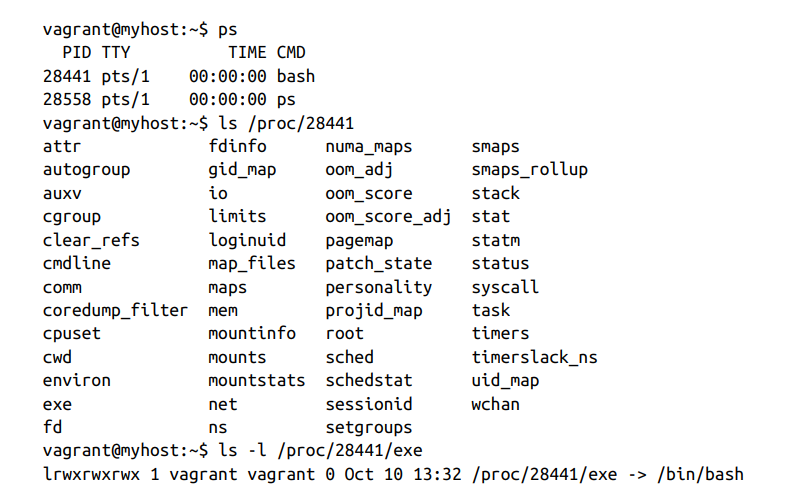 vagrant@myhost:~$ ps
  PID TTY          TIME CMD
28441 pts/1    00:00:00 bash
28558 pts/1    00:00:00 ps
vagrant@myhost:~$ ls /proc/28441
attr             fdinfo      numa_maps      smaps
autogroup        gid_map     oom_adj        smaps_rollup
auxv             io          oom_score      stack
cgroup           limits      oom_score_adj  stat
clear_refs       loginuid    pagemap        statm
cmdline          map_files   patch_state    status
comm             maps        personality    syscall
coredump_filter  mem         projid_map     task
cpuset           mountinfo   root           timers
cwd              mounts      sched          timerslack_ns
environ          mountstats  schedstat      uid_map
exe              net         sessionid      wchan
fd               ns          setgroups
vagrant@myhost:~$ ls -l /proc/28441/exe
lrwxrwxrwx 1 vagrant vagrant 0 Oct 10 13:32 /proc/28441/exe -> /bin/bash